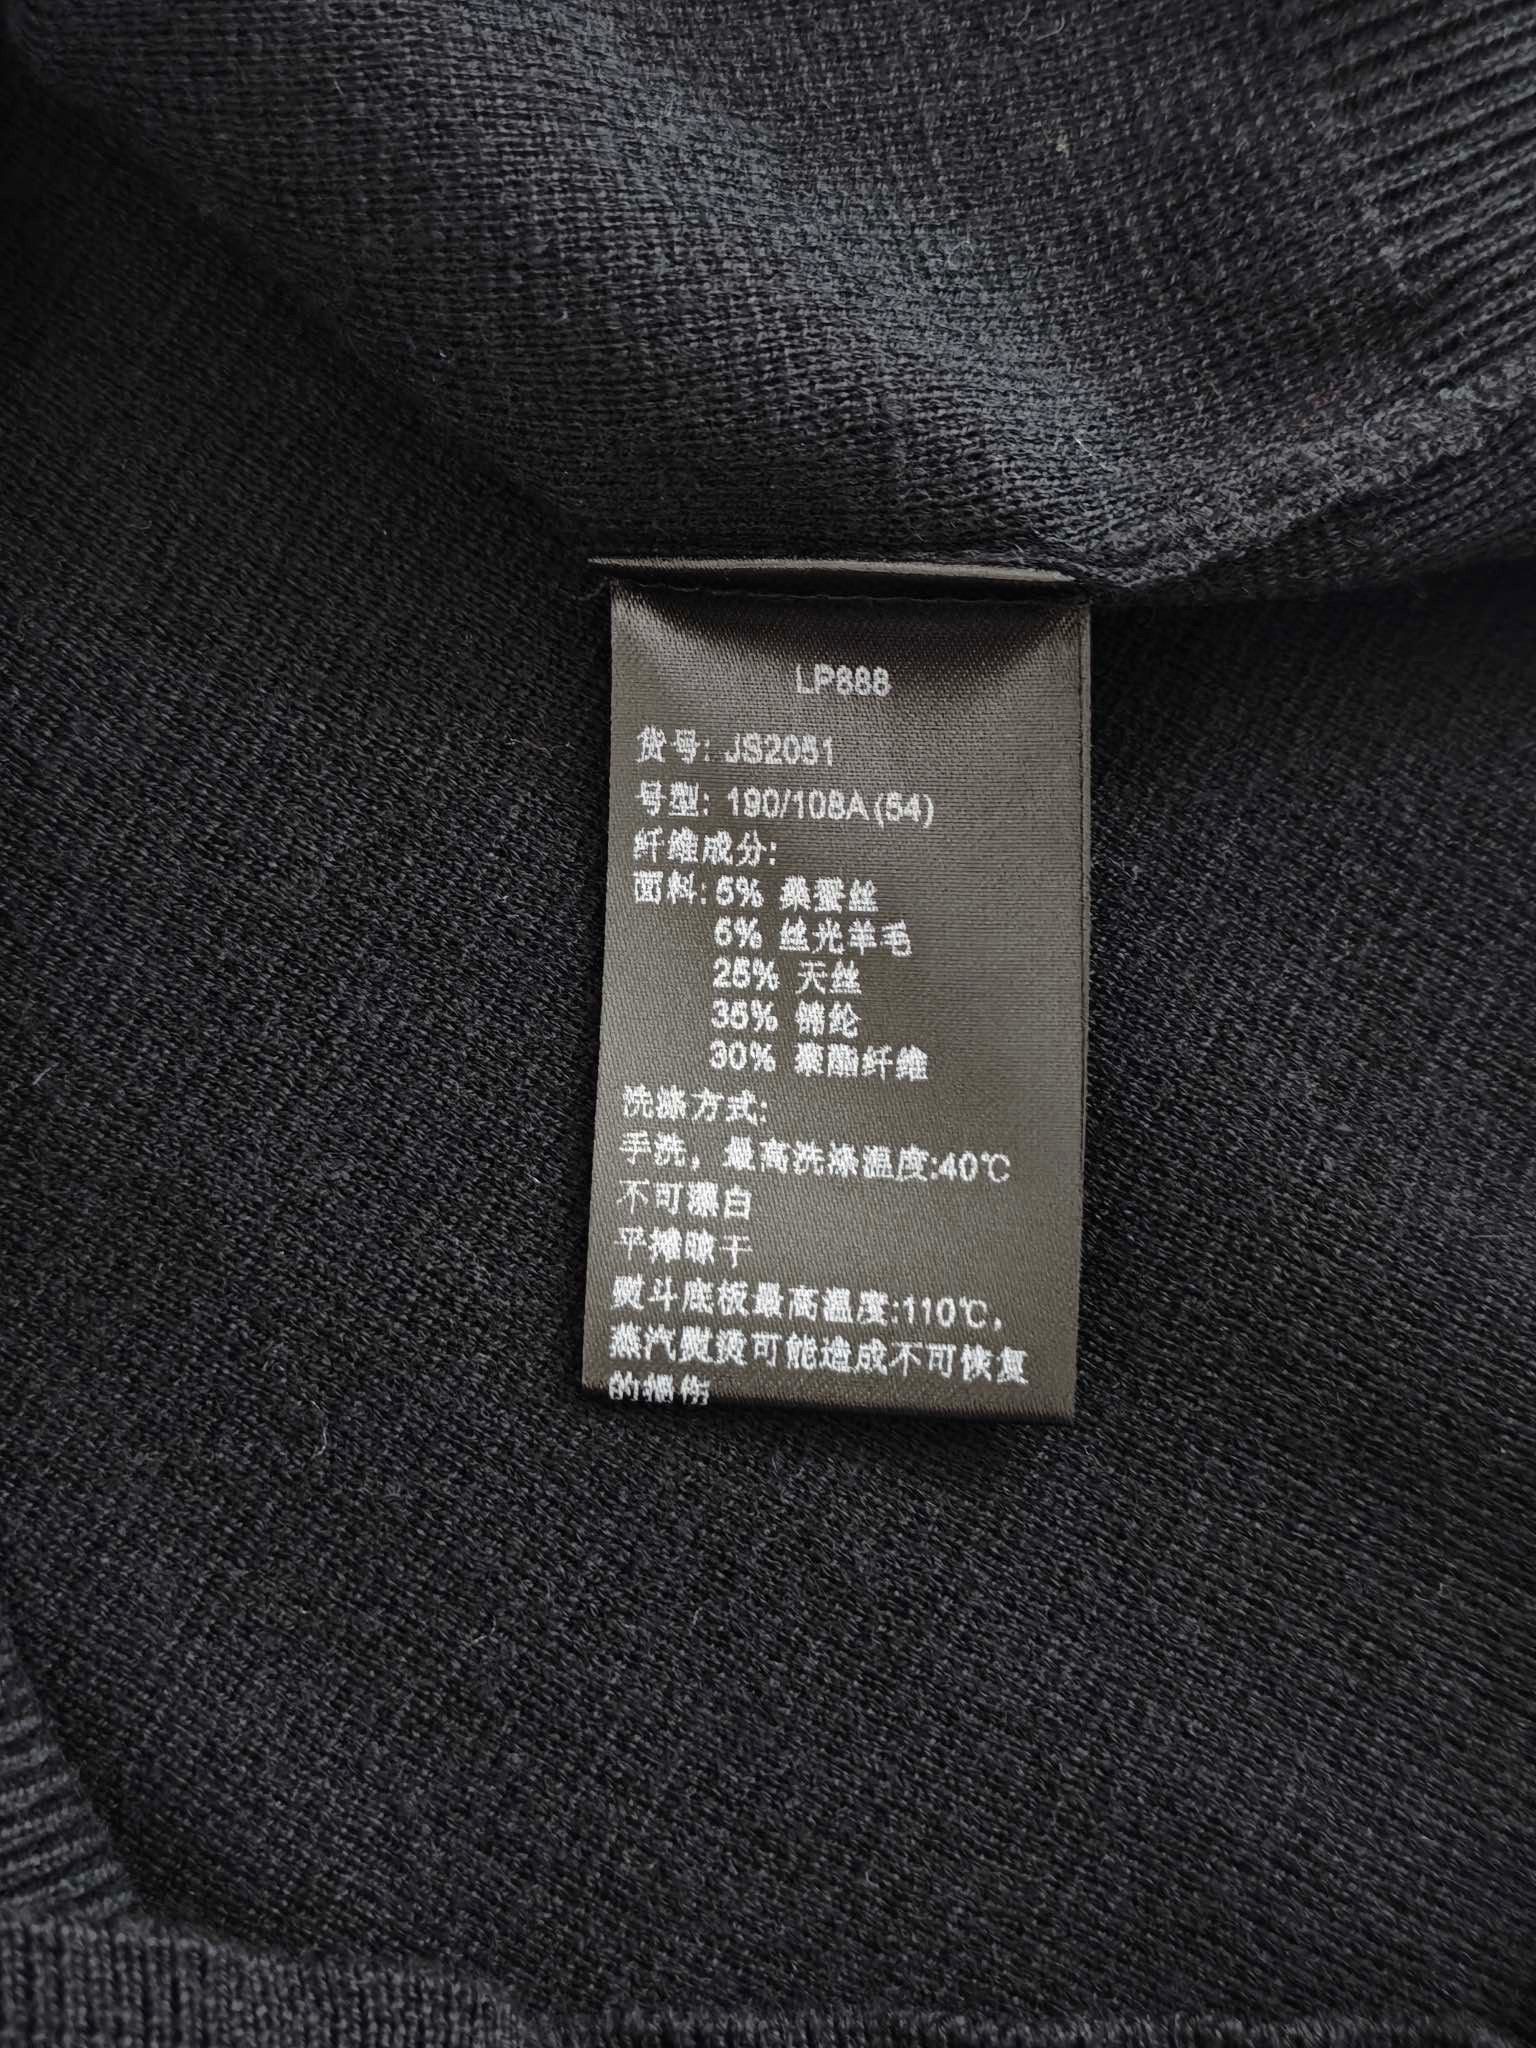 LP888
货号: JS2051
号型: 190/108A(54)
纤维成分:
面料: 5% 桑蚕丝
5% 丝光羊毛
25% 天丝
35% 锦纶
30% 聚酯纤维
洗涤方式:
手洗，最高洗涤温度:40℃
不可漂白
平摊晾干
熨斗底板最高温度:110℃，
蒸汽熨烫可能造成不可恢复
的损伤